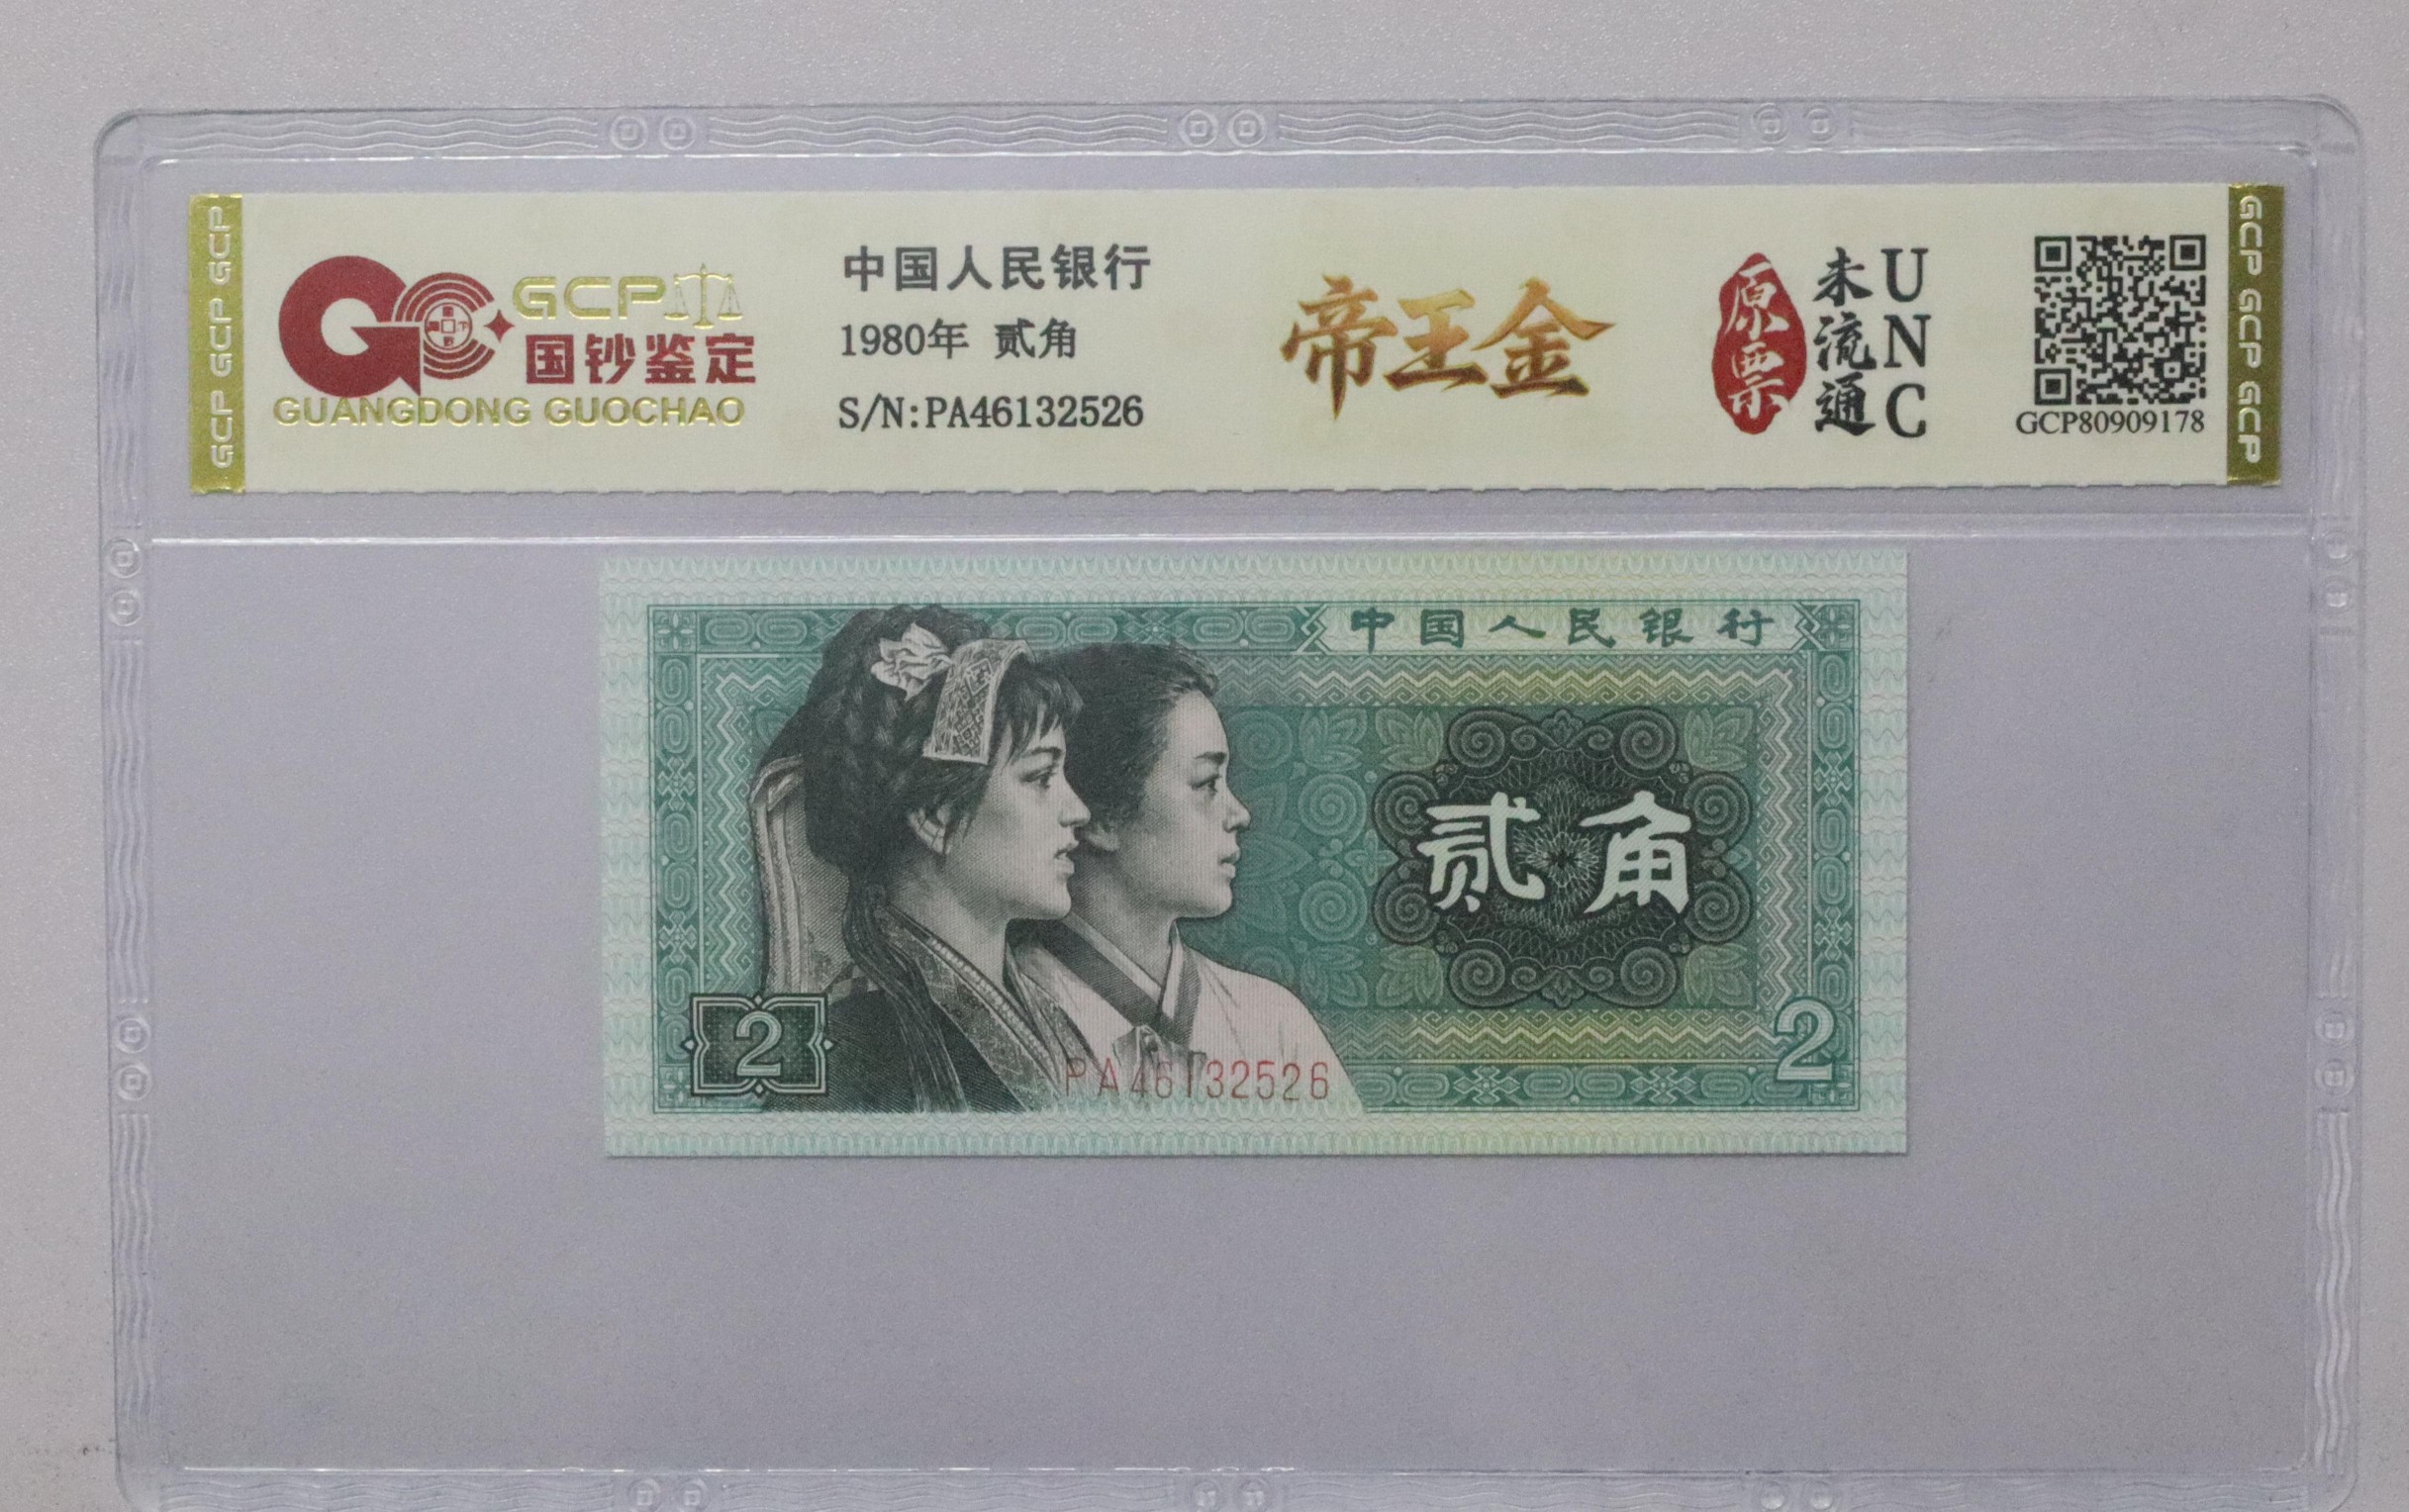 GCP GCP GCP
GCP
国钞鉴定
GUANGDONG GUOCHAO
中国人民银行
1980年 贰角
S/N:PA46132526
帝王金
原票
未流通
UNC
GCP80909178
GCP GCP GCP
中国人民银行
贰角
2
2
PA46132526